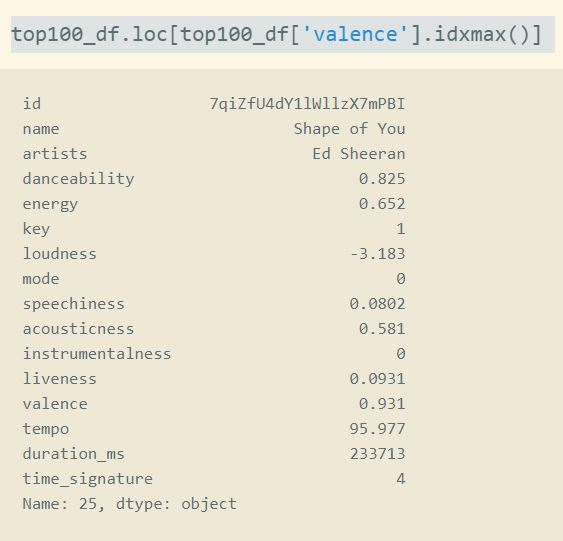 top100_df.loc[top100_df['valence'].idxmax()]
id 7qiZfU4dY1lWllzX7mPBI
name Shape of You
artists Ed Sheeran
danceability 0.825
energy 0.652
key 1
loudness -3.183
mode 0
speechiness 0.0802
acousticness 0.581
instrumentalness 0
liveness 0.0931
valence 0.931
tempo 95.977
duration_ms 233713
time_signature 4
Name: 25, dtype: object